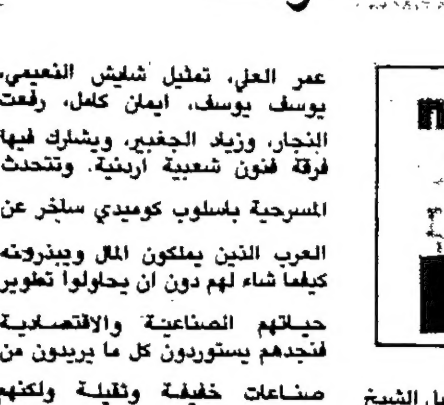 عمر العلي، تمثيل شايش النعيمي،
يوسف يوسف، ايمان كامل، رفعت
النجار، وزياد الجغبير، ويشارك فيها
فرقة فنون شعبية اردنية. وتتحدث
المسرحية باسلوب كوميدي ساخر عن
العرب الذين يملكون المال ويبذرونه
كيفما شاء لهم دون ان يحاولوا تطوير
حياتهم الصناعية والاقتصادية
فنجدهم يستوردون كل ما يريدون من
صناعات خفيفة وثقيلة ولكنهم
الشيخ